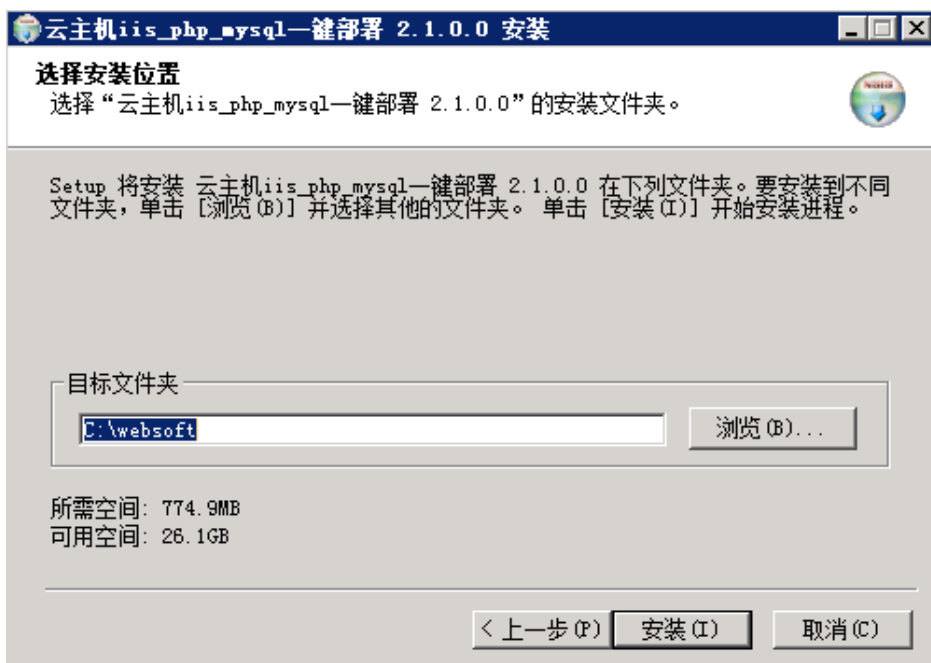 云主机iis_php_mysql一键部署 2.1.0.0 安装
选择安装位置
选择“云主机iis_php_mysql一键部署 2.1.0.0”的安装文件夹。
NSIS
Setup 将安装 云主机iis_php_mysql一键部署 2.1.0.0 在下列文件夹。要安装到不同
文件夹，单击 [浏览(B)] 并选择其他的文件夹。 单击 [安装(I)] 开始安装进程。
目标文件夹
C:\websoft
浏览(B)...
所需空间: 774.9MB
可用空间: 26.1GB
< 上一步(P)
安装(I)
取消(C)